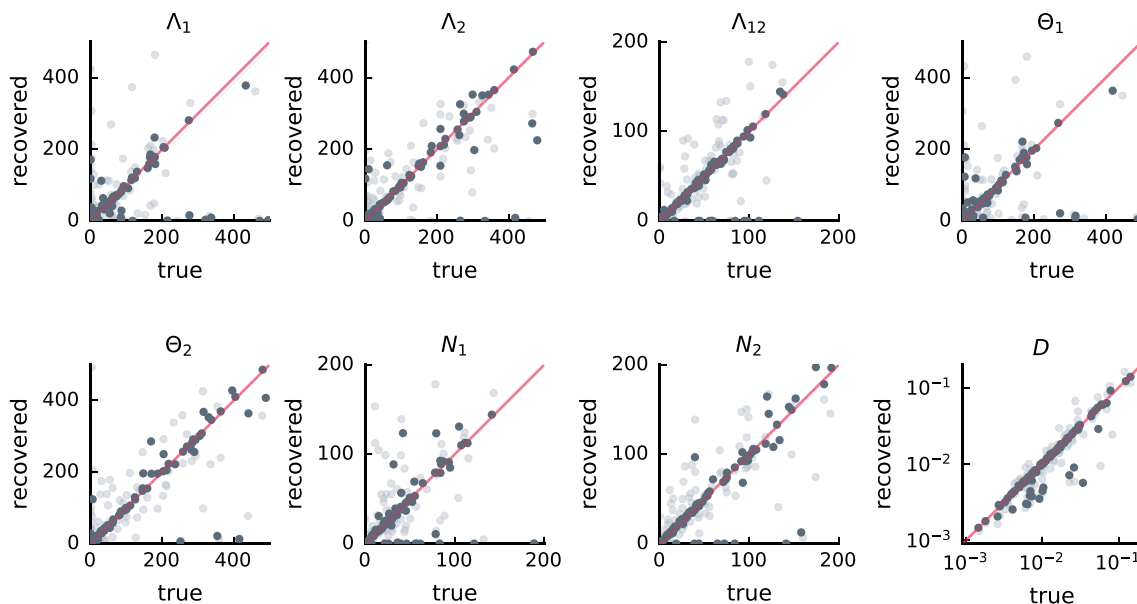 Λ₁ Λ₂ Λ₁₂ Θ₁
recovered 400 200 0 recovered 400 200 0 recovered 200 100 0 recovered 400 200 0
0 200 400 0 200 400 0 100 200 0 200 400
true true true true
Θ₂ N₁ N₂ D
recovered 400 200 0 recovered 200 100 0 recovered 200 100 0 recovered 10⁻¹ 10⁻² 10⁻³
0 200 400 0 100 200 0 100 200 10⁻³ 10⁻² 10⁻¹
true true true true